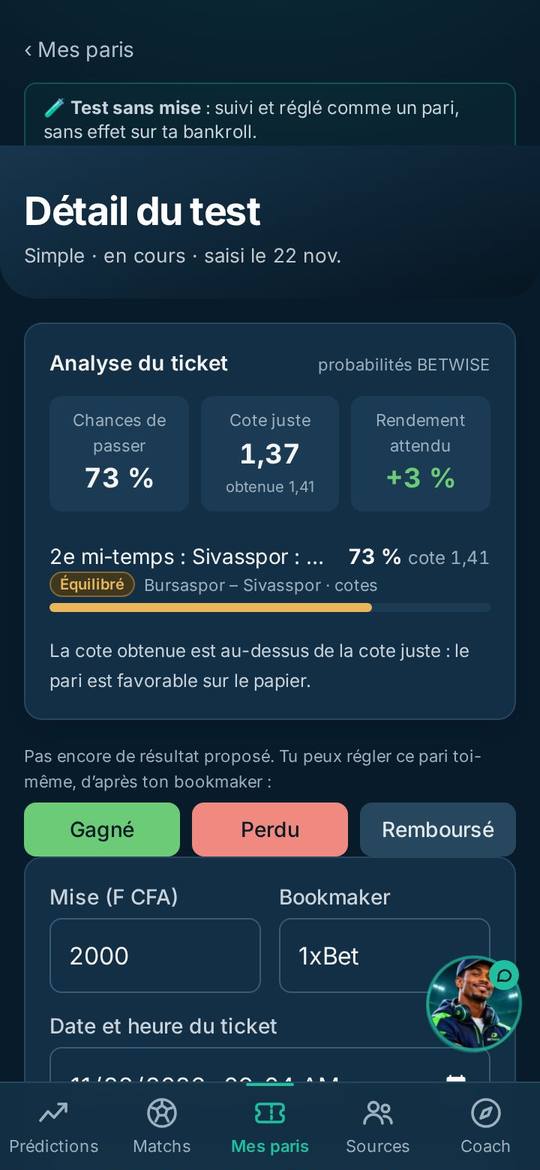 ‹ Mes paris
🧪 Test sans mise : suivi et réglé comme un pari,
sans effet sur ta bankroll.
Détail du test
Simple · en cours · saisi le 22 nov.
Analyse du ticket
probabilités BETWISE
Chances de
passer
73 %
Cote juste
1,37
obtenue 1,41
Rendement
attendu
+3 %
2e mi-temps : Sivasspor : ...
73 % cote 1,41
Équilibré
Bursaspor – Sivasspor · cotes
La cote obtenue est au-dessus de la cote juste : le
pari est favorable sur le papier.
Pas encore de résultat proposé. Tu peux régler ce pari toi-
même, d’après ton bookmaker :
Gagné
Perdu
Remboursé
Mise (F CFA)
Bookmaker
2000
1xBet
Date et heure du ticket
Prédictions
Matchs
Mes paris
Sources
Coach